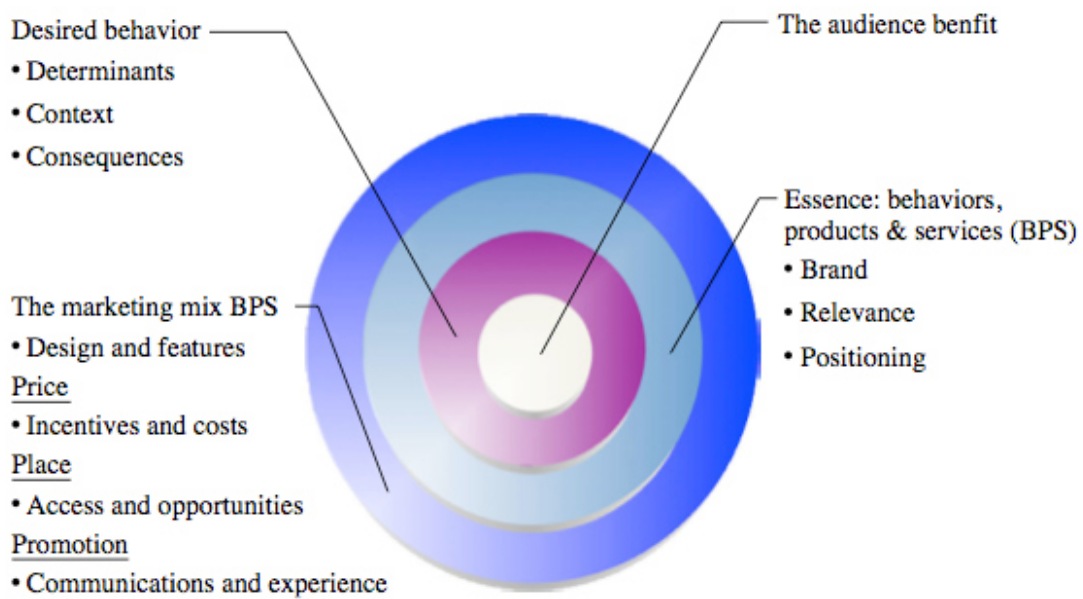 Desired behavior
• Determinants
• Context
• Consequences
The marketing mix BPS
• Design and features
Price
• Incentives and costs
Place
• Access and opportunities
Promotion
• Communications and experience
The audience benfit
Essence: behaviors,
products & services (BPS)
• Brand
• Relevance
• Positioning